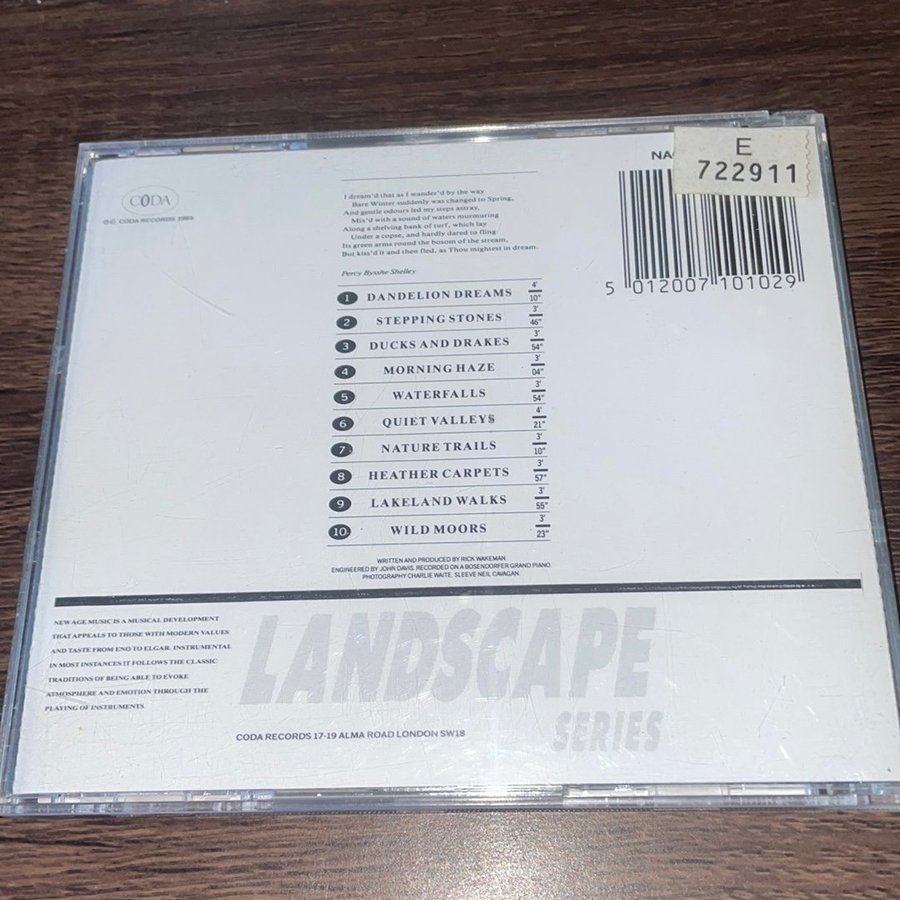 CODA
CODA RECORDS
I dream'd that as I wander'd by the way
Bare Winter suddenly was changed to Spring,
And gentle odours led my steps astray,
Mix'd with a sound of waters murmuring
Along a shelving bank of turf, which lay
Under a copse, and hardly dared to fling
Its green arms round the bosom of the stream,
But kiss'd it and then fled, as Thou mightest in dream.
Percy Bysshe Shelley
NA
E
722911
5 012007 101029
1 DANDELION DREAMS 4' 10"
2 STEPPING STONES 3' 46"
3 DUCKS AND DRAKES 3' 54"
4 MORNING HAZE 3' 04"
5 WATERFALLS 3' 54"
6 QUIET VALLEYS 4' 21"
7 NATURE TRAILS 3' 10"
8 HEATHER CARPETS 3' 57"
9 LAKELAND WALKS 3' 55"
10 WILD MOORS 3' 23"
WRITTEN AND PRODUCED BY RICK WAKEMAN
ENGINEERED BY JOHN DAVIS. RECORDED ON A BOSENDORFER GRAND PIANO.
PHOTOGRAPHY CHARLIE WAITE. SLEEVE NEIL CAVAGAN.
NEW AGE MUSIC IS A MUSICAL DEVELOPMENT
THAT APPEALS TO THOSE WITH MODERN VALUES
AND TASTE FROM ENO TO ELGAR. INSTRUMENTAL
IN MOST INSTANCES IT FOLLOWS THE CLASSIC
TRADITIONS OF BEING ABLE TO EVOKE
ATMOSPHERE AND EMOTION THROUGH THE
PLAYING OF INSTRUMENTS
LANDSCAPE
SERIES
CODA RECORDS 17-19 ALMA ROAD LONDON SW18